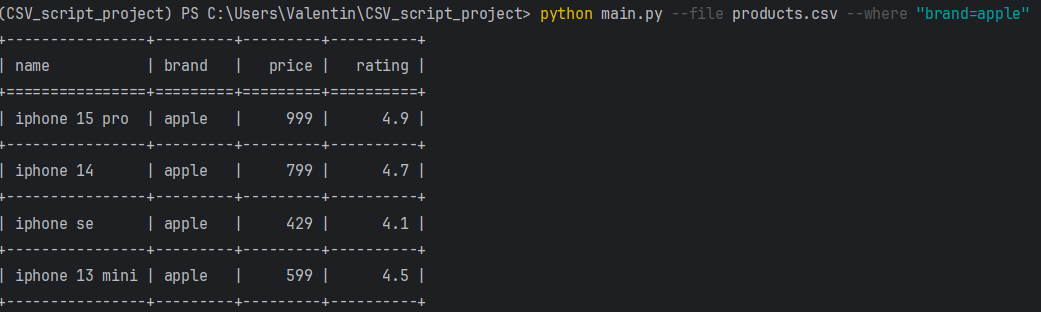 (CSV_script_project) PS C:\Users\Valentin\CSV_script_project> python main.py --file products.csv --where "brand=apple"
+----------------+---------+---------+----------+
| name           | brand   |   price |   rating |
+================+=========+=========+==========+
| iphone 15 pro  | apple   |     999 |      4.9 |
+----------------+---------+---------+----------+
| iphone 14      | apple   |     799 |      4.7 |
+----------------+---------+---------+----------+
| iphone se      | apple   |     429 |      4.1 |
+----------------+---------+---------+----------+
| iphone 13 mini | apple   |     599 |      4.5 |
+----------------+---------+---------+----------+